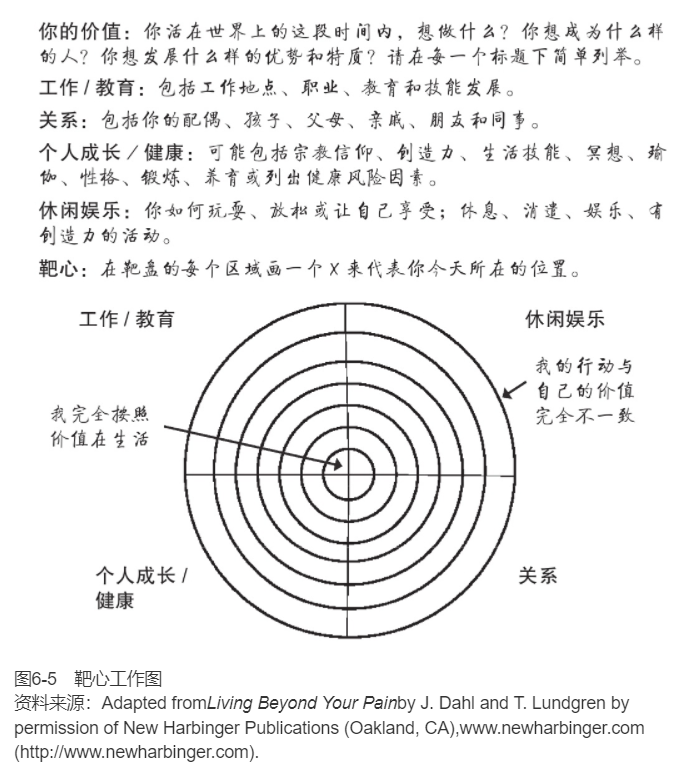 你的价值：你活在世界上的这段时间内，想做什么？你想成为什么样
的人？你想发展什么样的优势和特质？请在每一个标题下简单列举。
工作 / 教育：包括工作地点、职业、教育和技能发展。
关系：包括你的配偶、孩子、父母、亲戚、朋友和同事。
个人成长 / 健康：可能包括宗教信仰、创造力、生活技能、冥想、瑜
伽、性格、锻炼、养育或列出健康风险因素。
休闲娱乐：你如何玩耍、放松或让自己享受；休息、消遣、娱乐、有
创造力的活动。
靶心：在靶盘的每个区域画一个 X 来代表你今天所在的位置。
工作 / 教育
休闲娱乐
我的行动与
自己的价值
完全不一致
我完全按照
价值在生活
个人成长 /
健康
关系
图6-5 靶心工作图
资料来源：Adapted fromLiving Beyond Your Painby J. Dahl and T. Lundgren by
permission of New Harbinger Publications (Oakland, CA),www.newharbinger.com
(http://www.newharbinger.com).